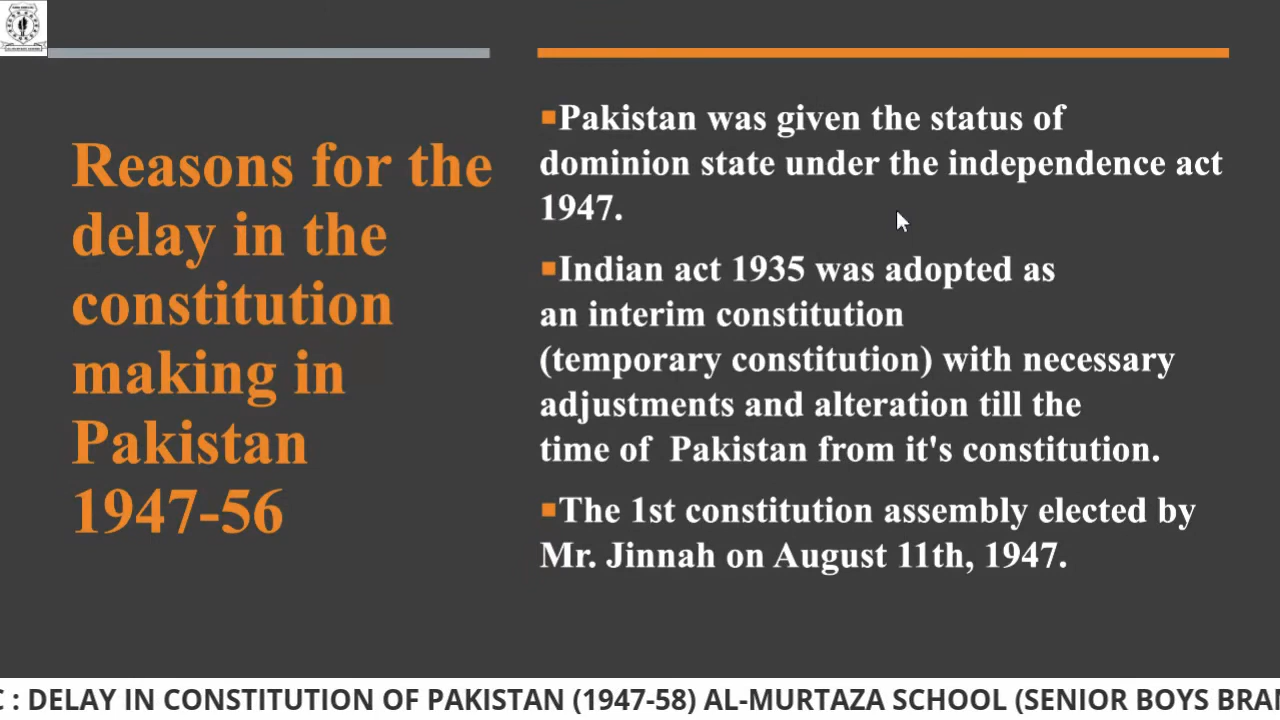 Reasons for the
delay in the
constitution
making in
Pakistan
1947-56
Pakistan was given the status of
dominion state under the independence act
1947.
Indian act 1935 was adopted as
an interim constitution
(temporary constitution) with necessary
adjustments and alteration till the
time of Pakistan from it's constitution.
The 1st constitution assembly elected by
Mr. Jinnah on August 11th, 1947.
: DELAY IN CONSTITUTION OF PAKISTAN (1947-58) AL-MURTAZA SCHOOL (SENIOR BOYS